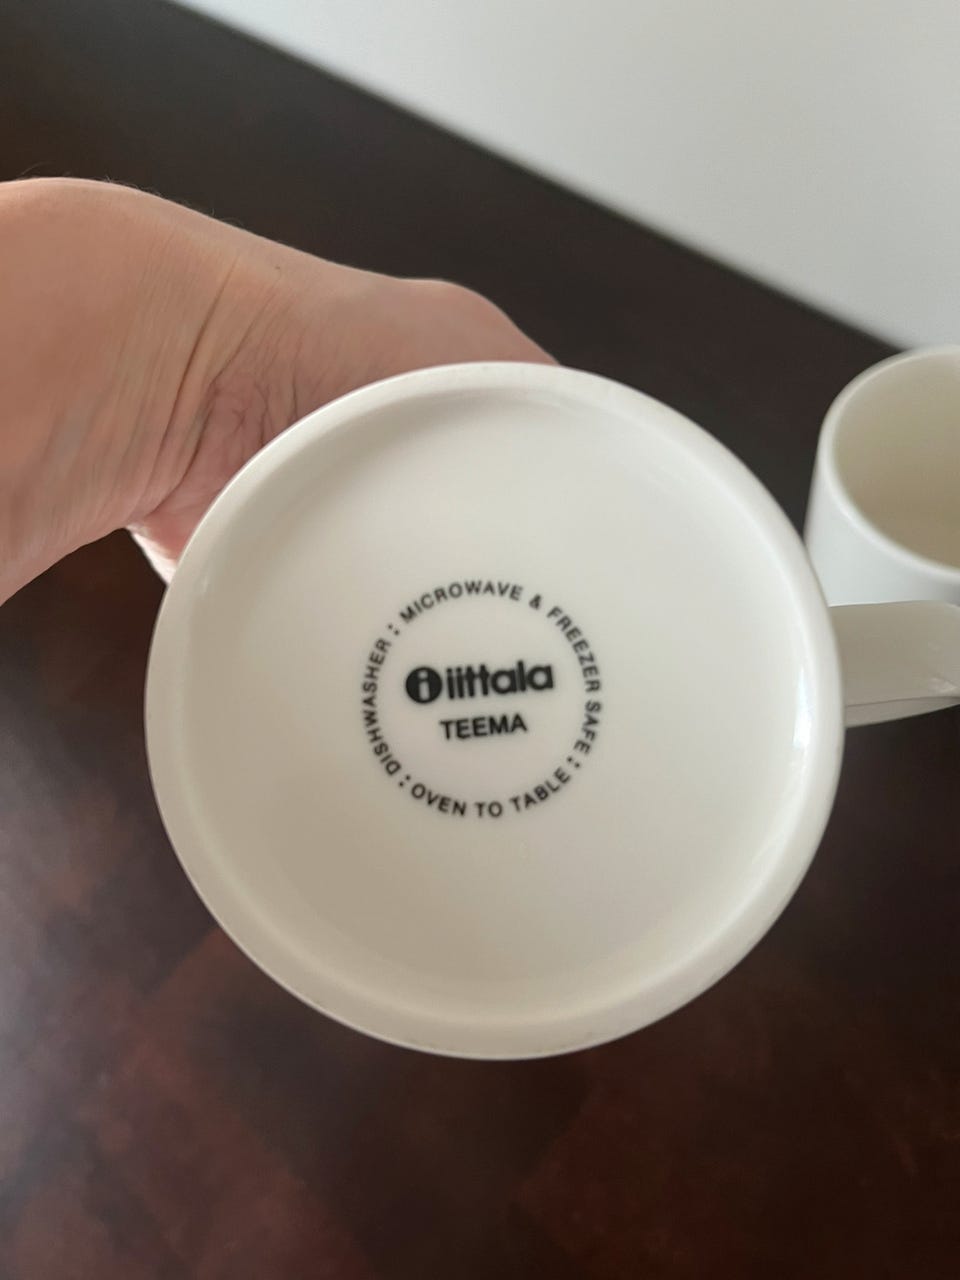 MICROWAVE & FREEZER SAFE : OVEN TO TABLE : DISHWASHER :
i iittala
TEEMA